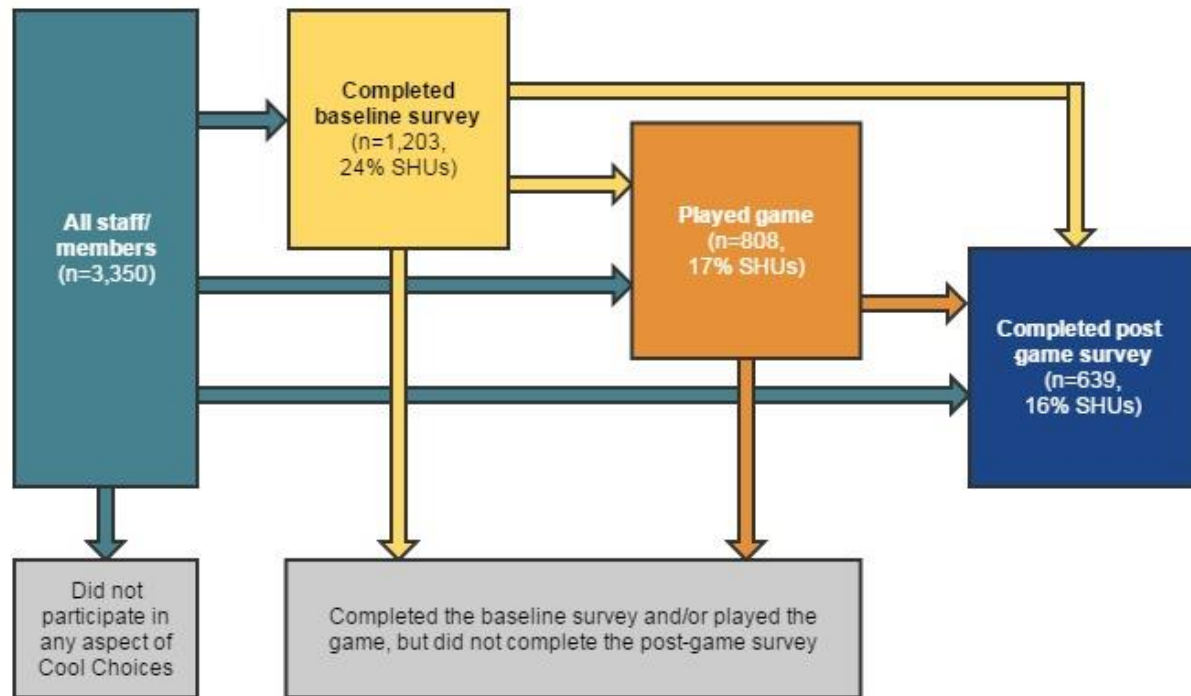 All staff/
members
(n=3,350)
Completed
baseline survey
(n=1,203,
24% SHUs)
Played game
(n=808,
17% SHUs)
Completed post
game survey
(n=639,
16% SHUs)
Did not
participate in
any aspect of
Cool Choices
Completed the baseline survey and/or played the
game, but did not complete the post-game survey